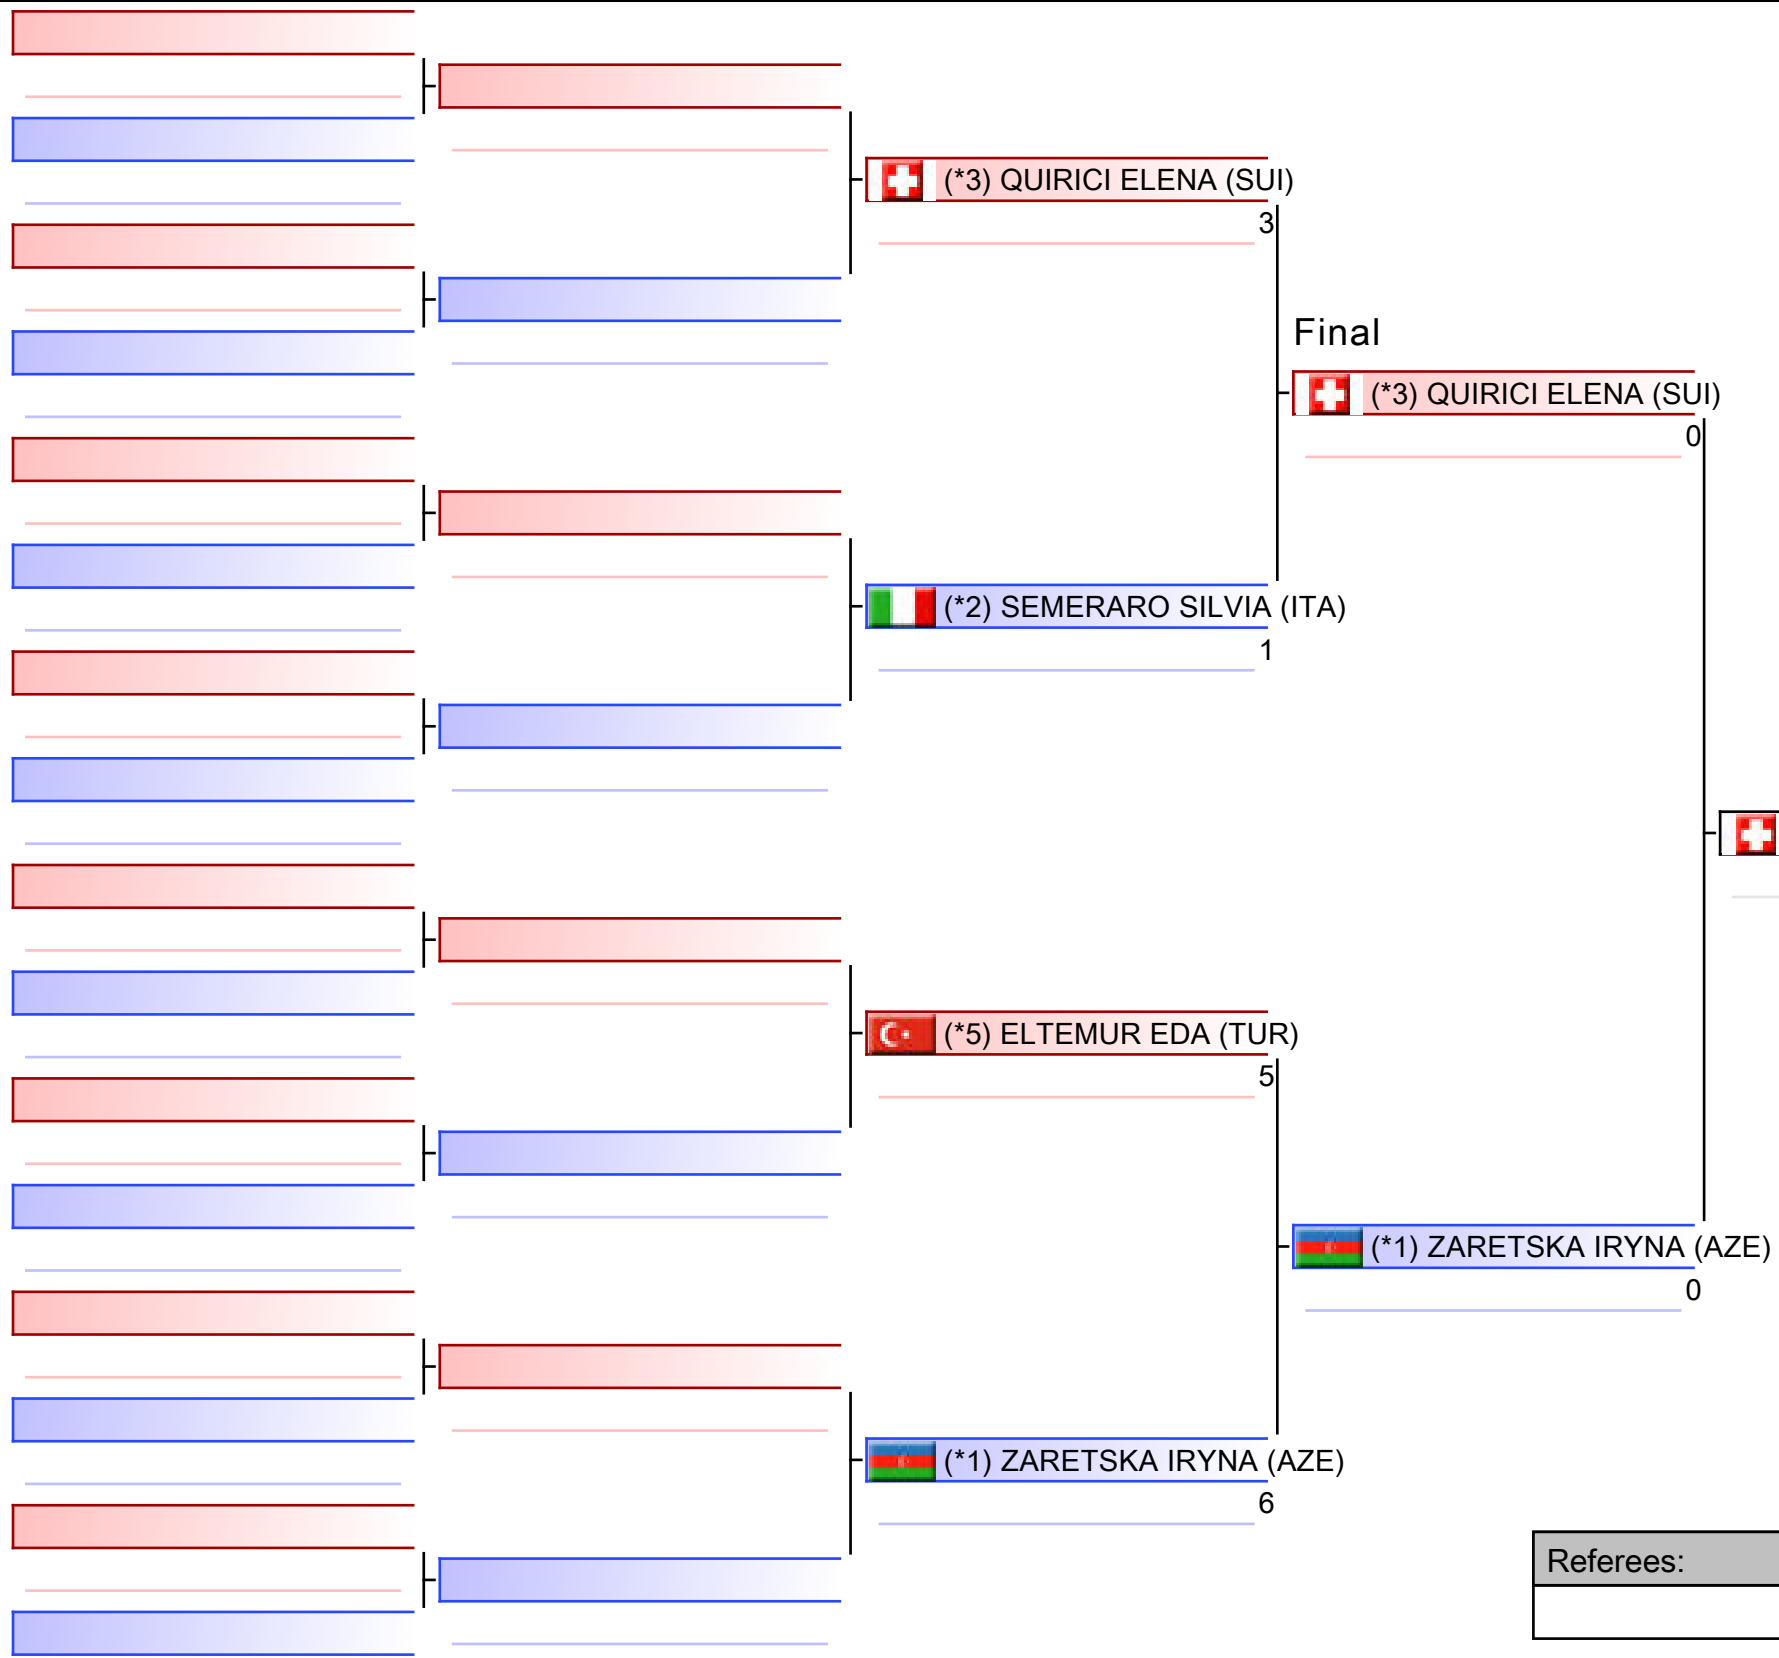 (*3) QUIRICI ELENA (SUI)
3
Final
(*3) QUIRICI ELENA (SUI)
0
(*2) SEMERARO SILVIA (ITA)
1
(*5) ELTEMUR EDA (TUR)
5
(*1) ZARETSKA IRYNA (AZE)
0
(*1) ZARETSKA IRYNA (AZE)
6
Referees: